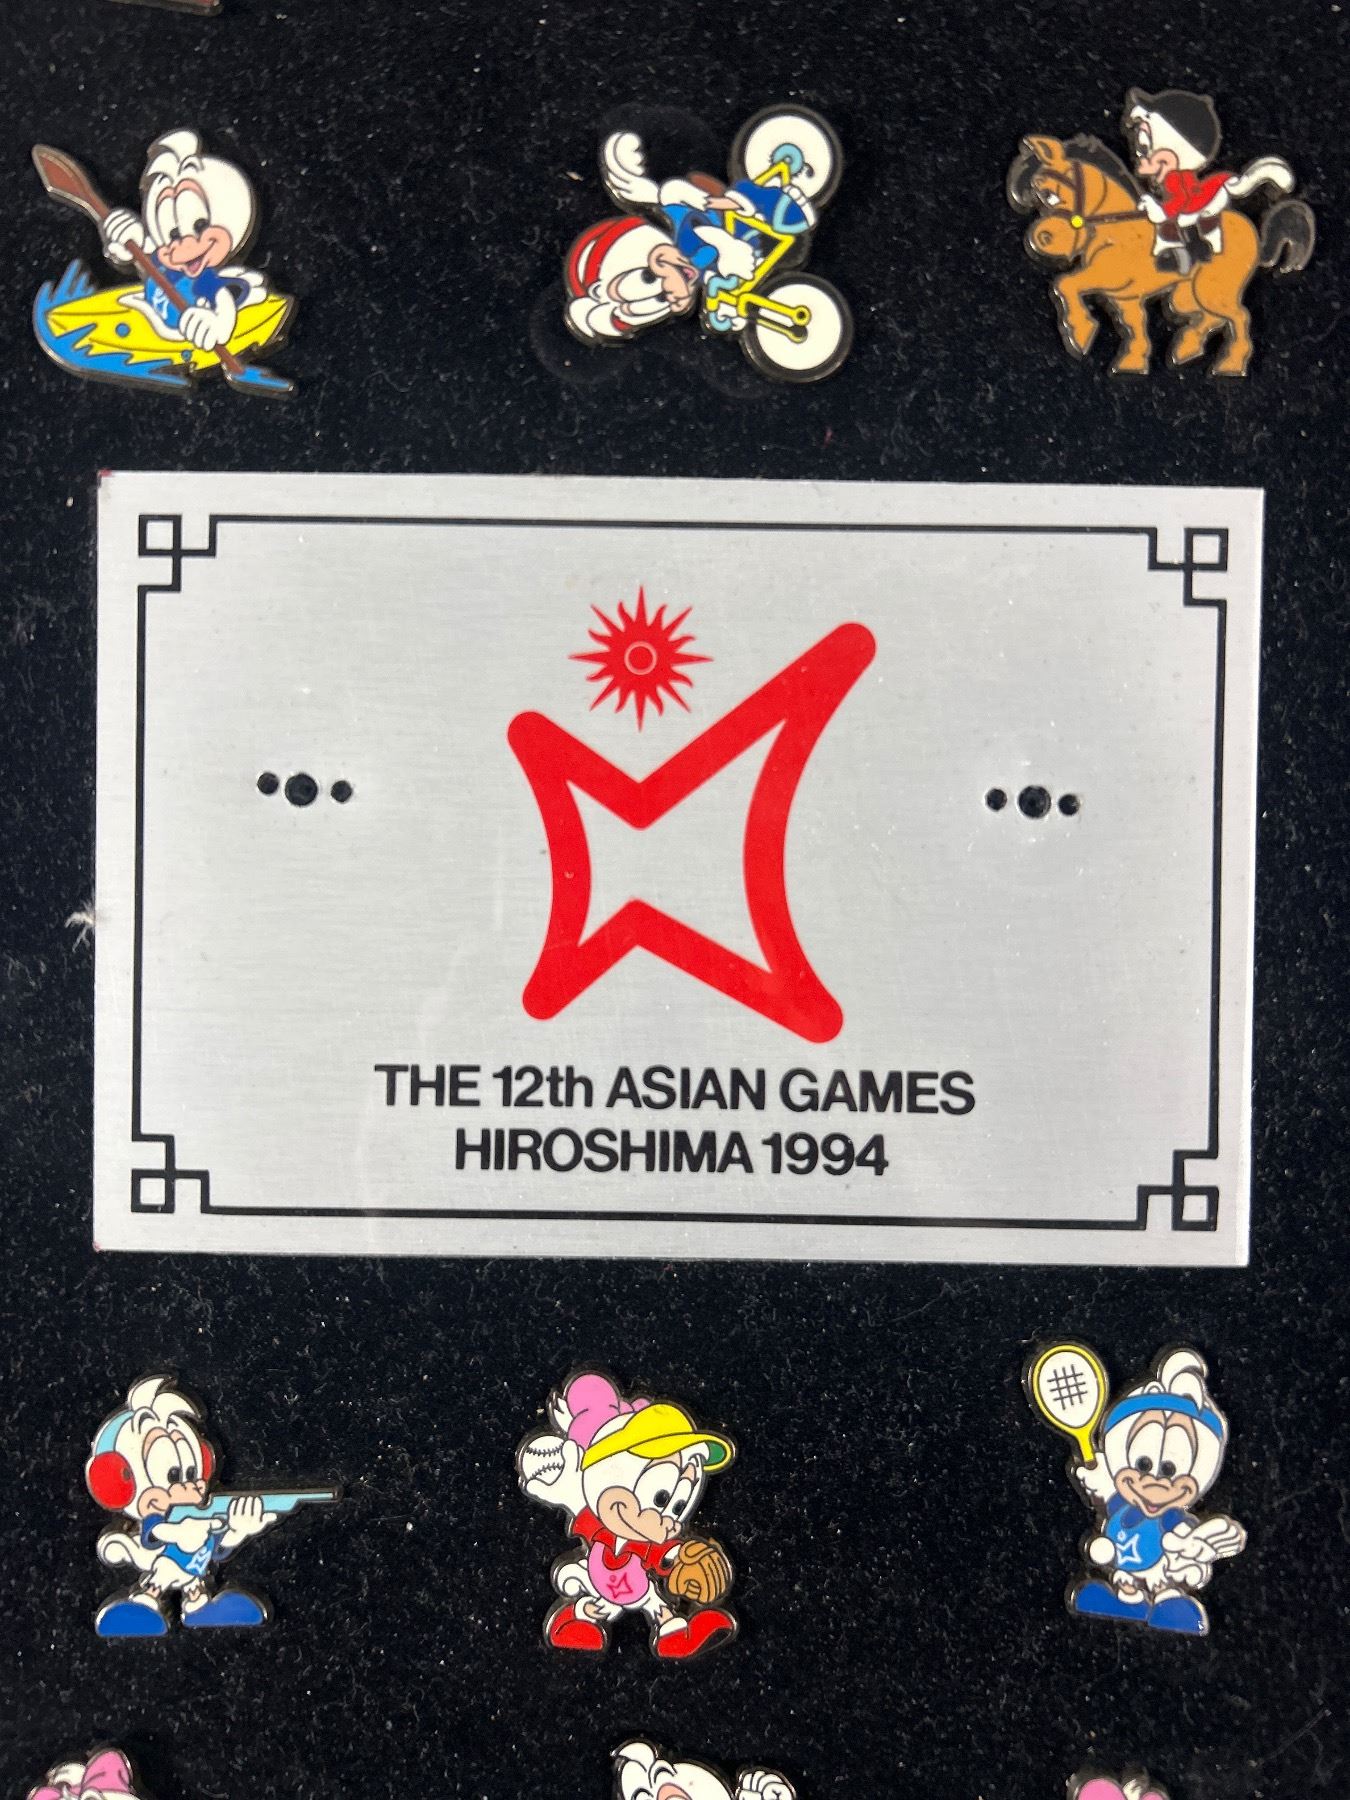 THE 12th ASIAN GAMES
HIROSHIMA 1994